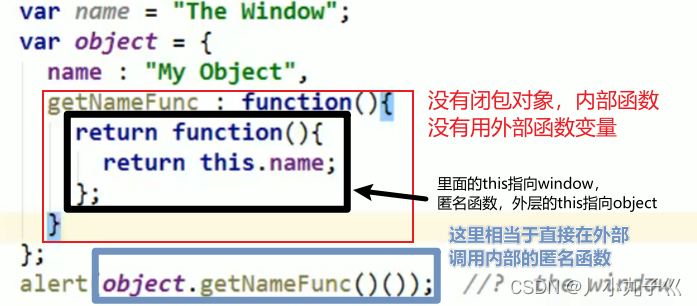 var name = "The Window";
var object = {
name : "My Object",
getNameFunc : function(){
没有闭包对象，内部函数
没有用外部函数变量
return function(){
return this.name;
};
里面的this指向window，
匿名函数，外层的this指向object
}
这里相当于直接在外部
调用内部的匿名函数
};
alert(object.getNameFunc()()); //? the window
CSDN